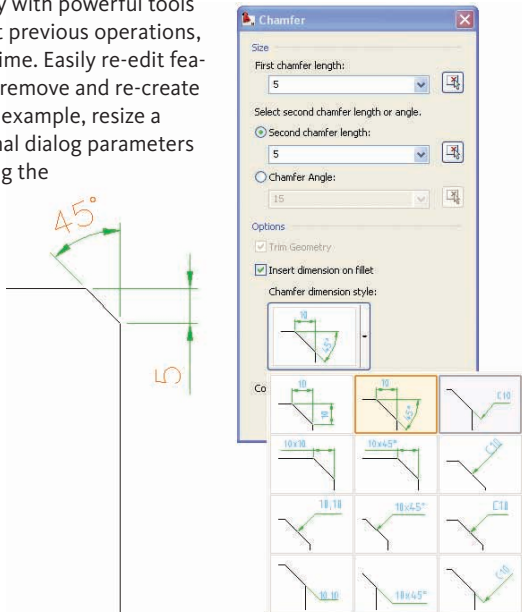 y with powerful tools
t previous operations,
ime. Easily re-edit fea-
remove and re-create
example, resize a
nal dialog parameters
g the
45°
5
Chamfer
Size
First chamfer length:
5
Select second chamfer length or angle.
Second chamfer length:
5
Chamfer Angle:
15
Options
Trim Geometry
Insert dimension on fillet
Chamfer dimension style:
10
45°
Co
10
10
10
45°
C10
10x10
10x45°
C10
10,10
10x45°
C10
10,10
10x45°
C10